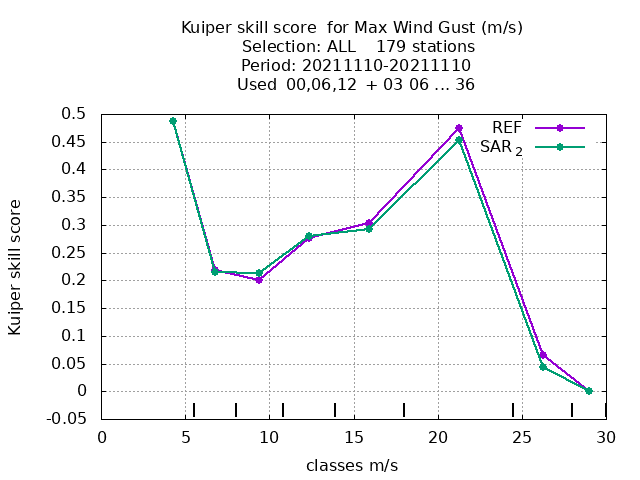 Kuiper skill score  for Max Wind Gust (m/s)
Selection: ALL    179 stations
Period: 20211110-20211110
Used  00,06,12  + 03 06 ... 36
0.5
0.45
0.4
0.35
0.3
0.25
0.2
0.15
0.1
0.05
0
-0.05
Kuiper skill score
REF
SAR 2
0 5 10 15 20 25 30
classes m/s